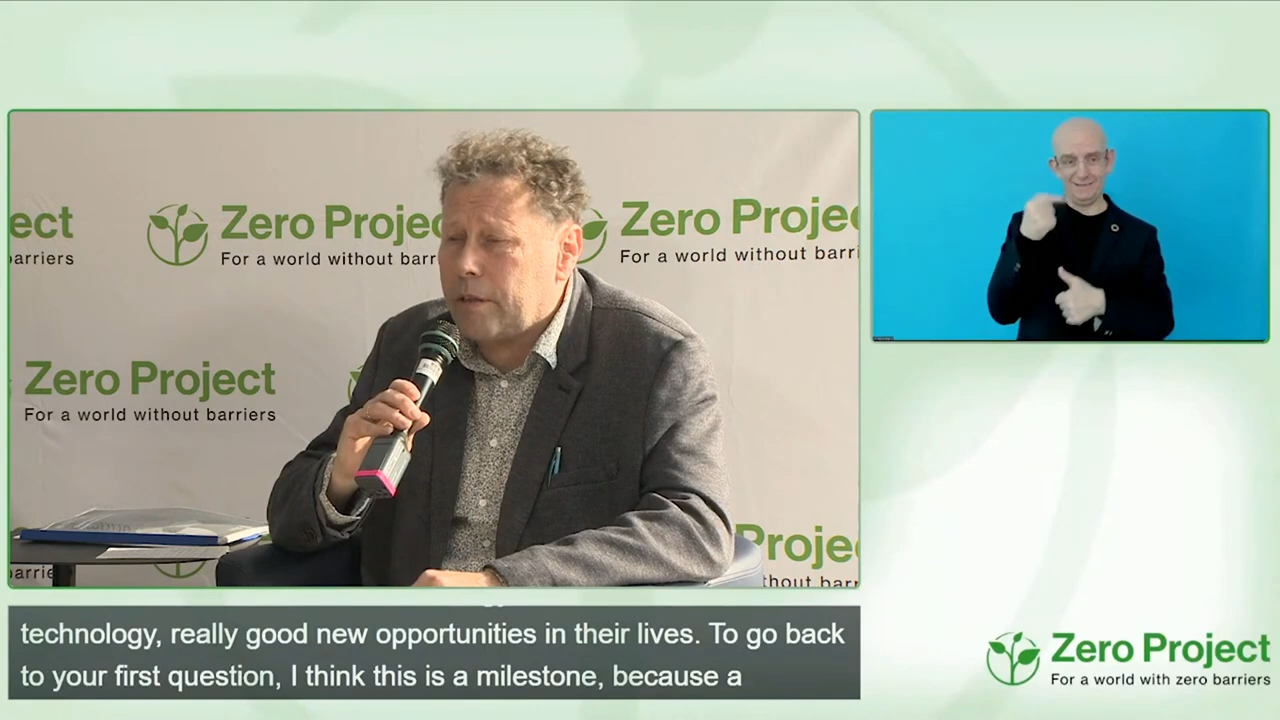 ect
arriers
Zero Projec
For a world without barr
Zero Project
For a world without barri
Zero Project
For a world without barriers
Projec
arrie
thout barr
technology, really good new opportunities in their lives. To go back
to your first question, I think this is a milestone, because a
Zero Project
For a world with zero barriers